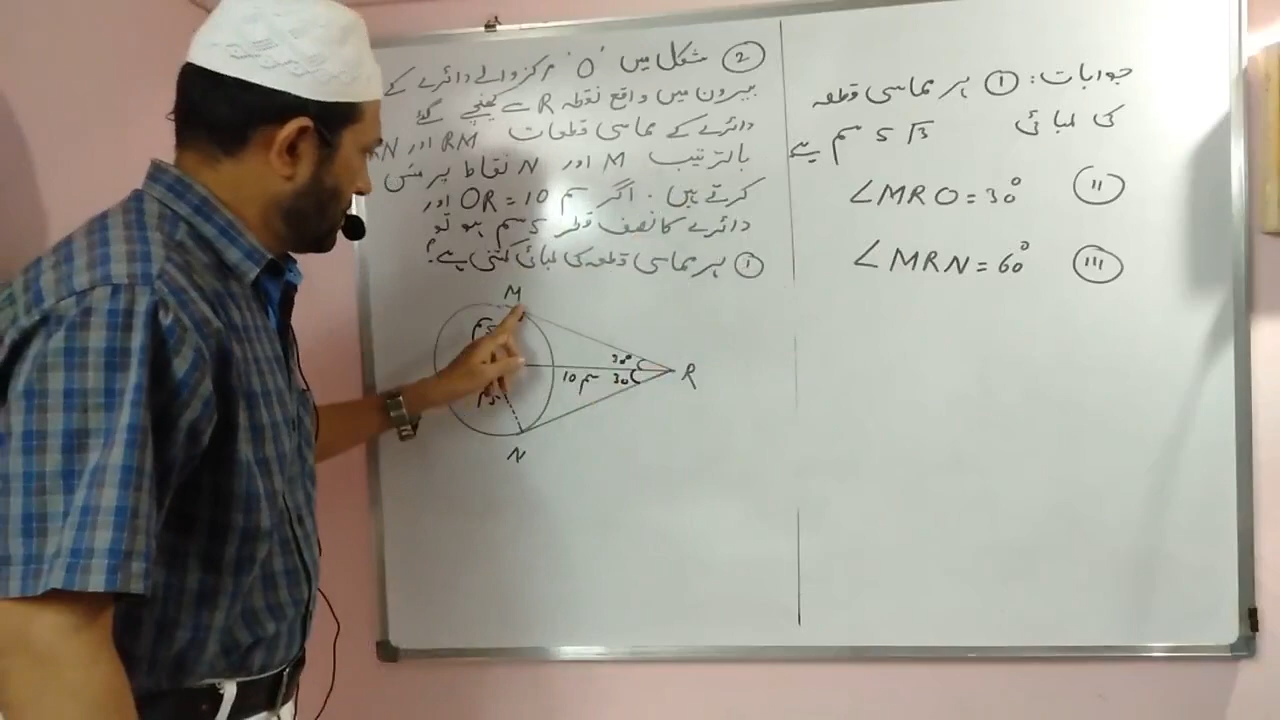 ② شکل میں 'O' مرکز والے دائرے کے
بیرون میں واقع نقطہ R سے کھینچے گئے
دائرے کے مماسی قطعات RM اور RN
بالترتیب M اور N نقاط پر مس
کرتے ہیں . اگر OR = 10 سم اور
دائرے کا نصف قطر 5 سم ہو تو
① ہر مماسی قطعہ کی لمبائی کتنی ہے؟
M
30°
30
10 سم
R
N
جوابات: ① ہر مماسی قطعہ
کی لمبائی 5√3 سم ہے
ⅠⅠ ∠MRO = 30°
ⅠⅠⅠ ∠MRN = 60°